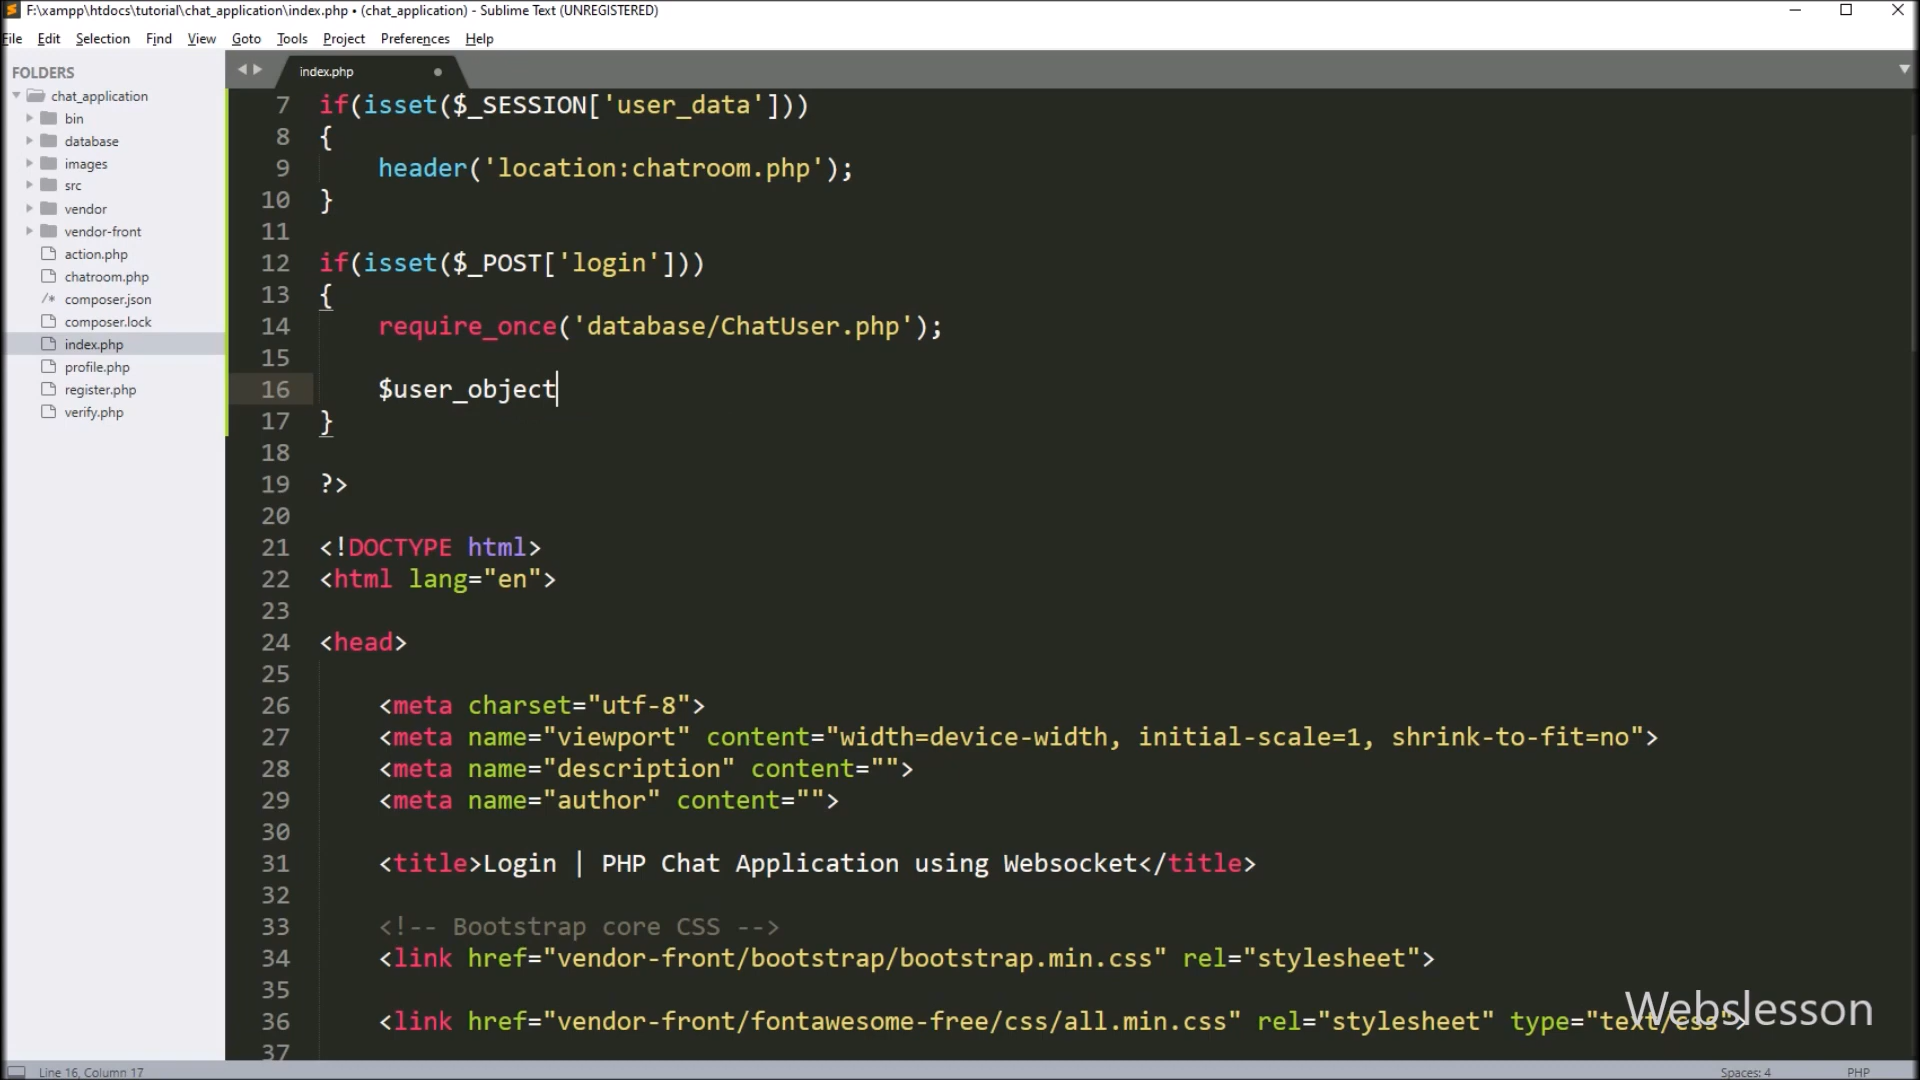 F:\xampp\htdocs\tutorial\chat_application\index.php • (chat_application) - Sublime Text (UNREGISTERED)
File Edit Selection Find View Goto Tools Project Preferences Help
FOLDERS
chat_application
bin
database
images
src
vendor
vendor-front
action.php
chatroom.php
/* composer.json
composer.lock
index.php
profile.php
register.php
verify.php
index.php
7 if(isset($_SESSION['user_data']))
8 {
9 header('location:chatroom.php');
10 }
11
12 if(isset($_POST['login']))
13 {
14 require_once('database/ChatUser.php');
15
16 $user_object
17 }
18
19 ?>
20
21 <!DOCTYPE html>
22 <html lang="en">
23
24 <head>
25
26 <meta charset="utf-8">
27 <meta name="viewport" content="width=device-width, initial-scale=1, shrink-to-fit=no">
28 <meta name="description" content="">
29 <meta name="author" content="">
30
31 <title>Login | PHP Chat Application using Websocket</title>
32
33 <!-- Bootstrap core CSS -->
34 <link href="vendor-front/bootstrap/bootstrap.min.css" rel="stylesheet">
35
36 <link href="vendor-front/fontawesome-free/css/all.min.css" rel="stylesheet" type="text/css">
37
Webslesson
Line 16, Column 17
Spaces: 4
PHP